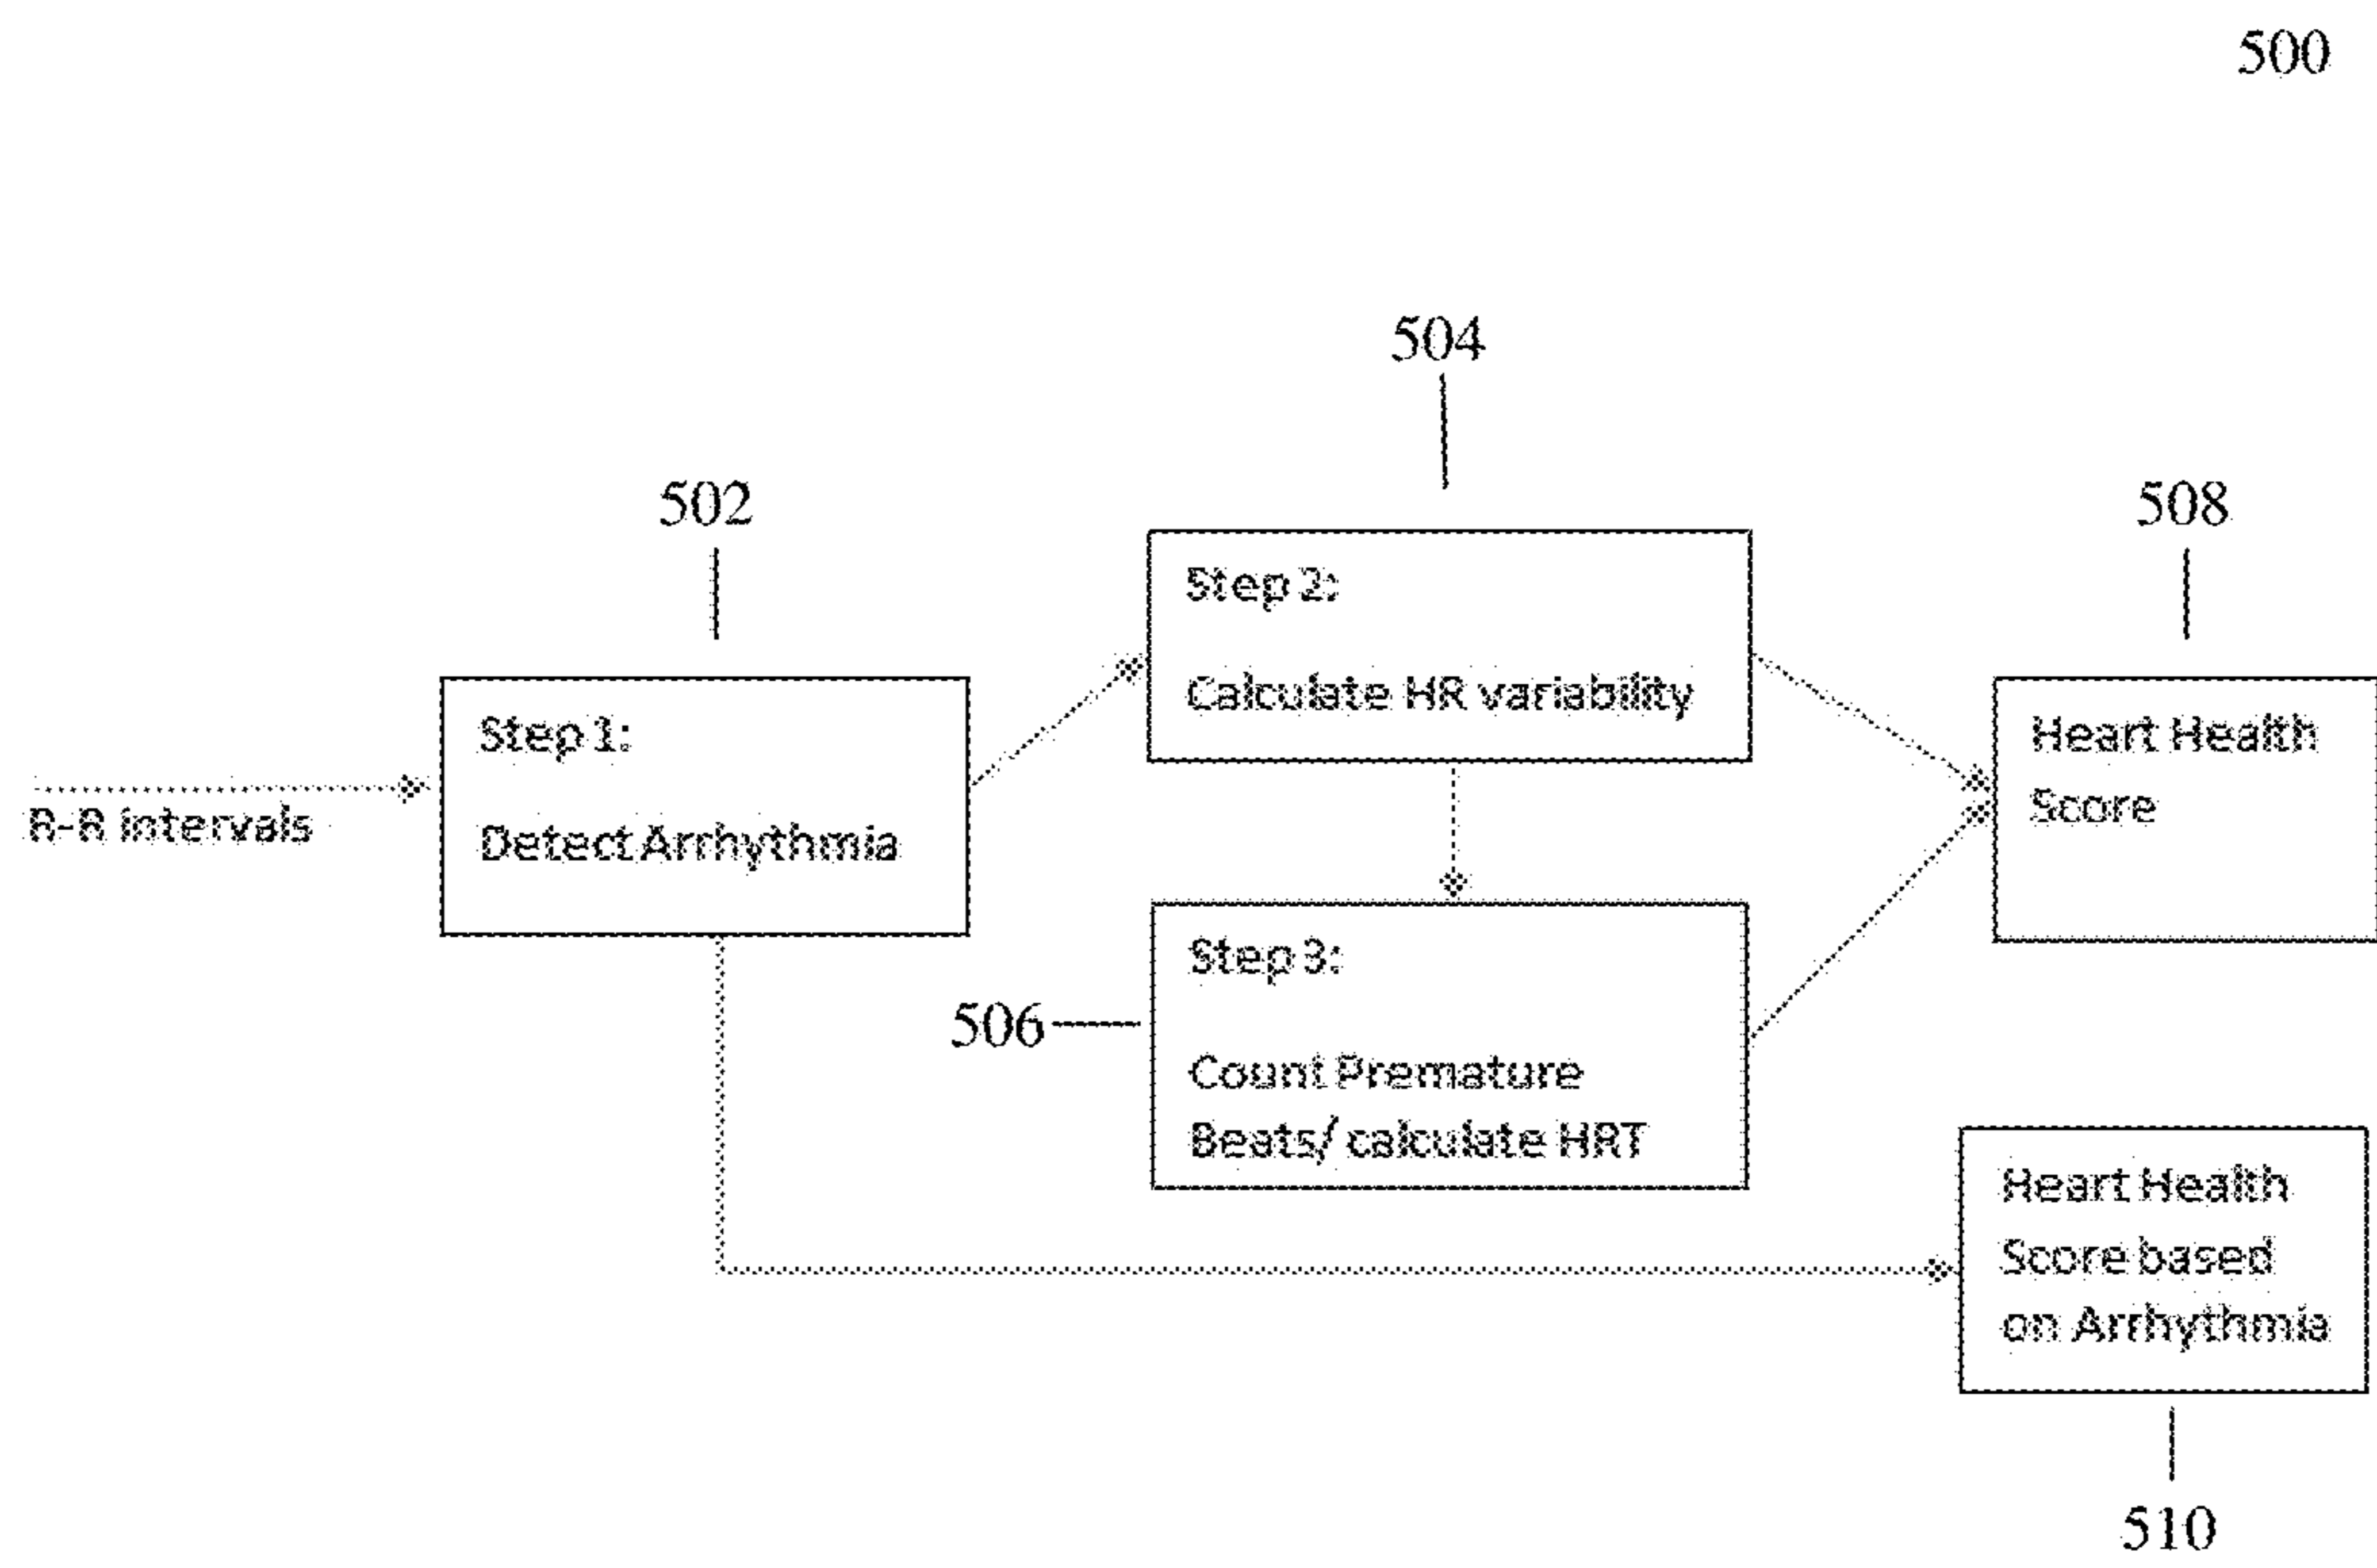 500
504
502
508
Step 2:
Calculate HR variability
Step 1:
Detect Arrhythmia
Heart Health
Score
R-R intervals
506
Step 3:
Count Premature
Beats/ calculate HRT
Heart Health
Score based
on Arrhythmia
510